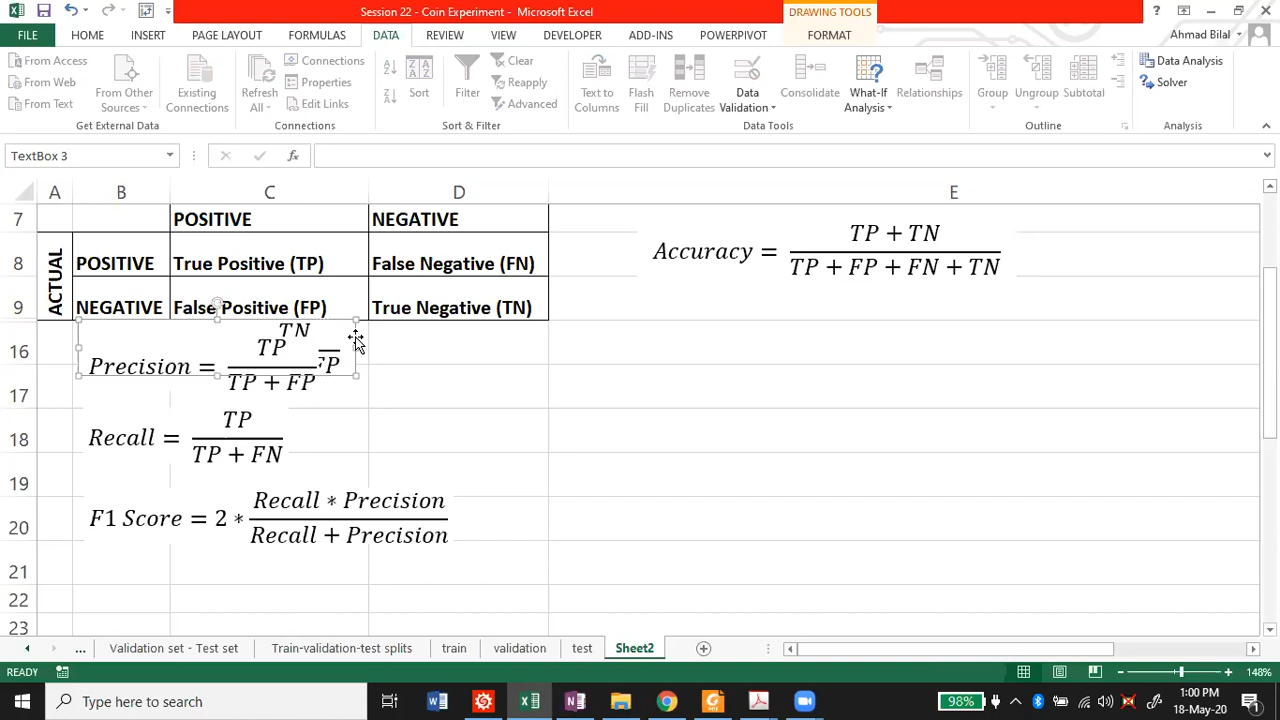 Session 22 - Coin Experiment - Microsoft Excel
DRAWING TOOLS
FILE HOME INSERT PAGE LAYOUT FORMULAS DATA REVIEW VIEW DEVELOPER ADD-INS POWERPIVOT FORMAT
Ahmad Bilal
From Access
From Web
From Text
From Other Sources
Existing Connections
Get External Data
Refresh All
Connections
Properties
Edit Links
Connections
Sort
Filter
Clear
Reapply
Advanced
Sort & Filter
Text to Columns
Flash Fill
Remove Duplicates
Data Validation
Consolidate
What-If Analysis
Relationships
Data Tools
Group
Ungroup
Subtotal
Outline
Data Analysis
Solver
Analysis
TextBox 3
fx
A B C D E
7 POSITIVE NEGATIVE
ACTUAL
8 POSITIVE True Positive (TP) False Negative (FN)
9 NEGATIVE False Positive (FP) True Negative (TN)
Accuracy = TP + TN
TP + FP + FN + TN
16
17
18
19
20
21
22
23
TN
FP
Precision = TP
TP + FP
Recall = TP
TP + FN
F1 Score = 2 * Recall * Precision
Recall + Precision
... Validation set - Test set Train-validation-test splits train validation test Sheet2
READY
148%
Type here to search
98%
1:00 PM
18-May-20